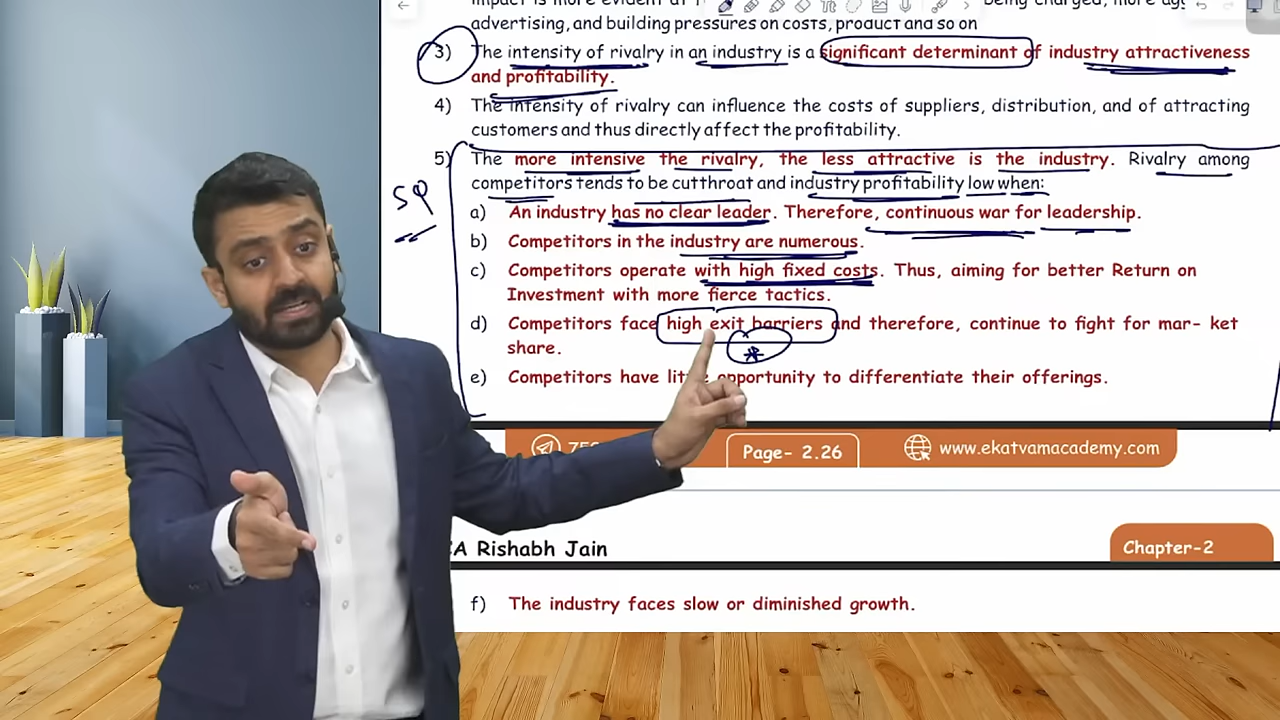 being charged, more
advertising, and building pressures on costs, product and so on
3) The intensity of rivalry in an industry is a significant determinant of industry attractiveness
and profitability.
4) The intensity of rivalry can influence the costs of suppliers, distribution, and of attracting
customers and thus directly affect the profitability.
5) The more intensive the rivalry, the less attractive is the industry. Rivalry among
competitors tends to be cutthroat and industry profitability low when:
SQ
a) An industry has no clear leader. Therefore, continuous war for leadership.
b) Competitors in the industry are numerous.
c) Competitors operate with high fixed costs. Thus, aiming for better Return on
Investment with more fierce tactics.
d) Competitors face high exit barriers and therefore, continue to fight for mar- ket
share.
e) Competitors have little opportunity to differentiate their offerings.
Page- 2.26
www.ekatvamacademy.com
CA Rishabh Jain
Chapter-2
f) The industry faces slow or diminished growth.